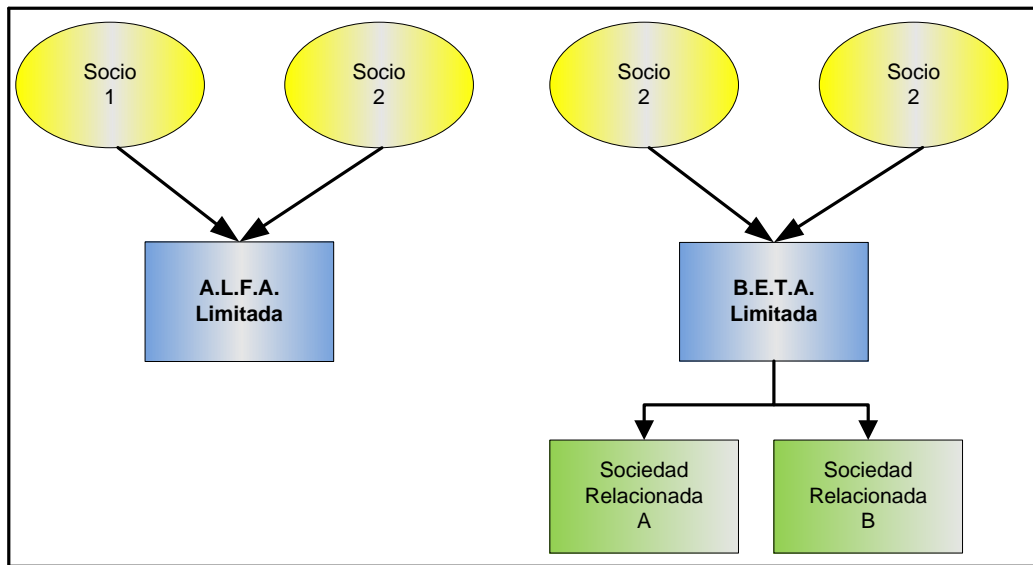 Socio
1
Socio
2
Socio
2
Socio
2
A.L.F.A.
Limitada
B.E.T.A.
Limitada
Sociedad
Relacionada
A
Sociedad
Relacionada
B